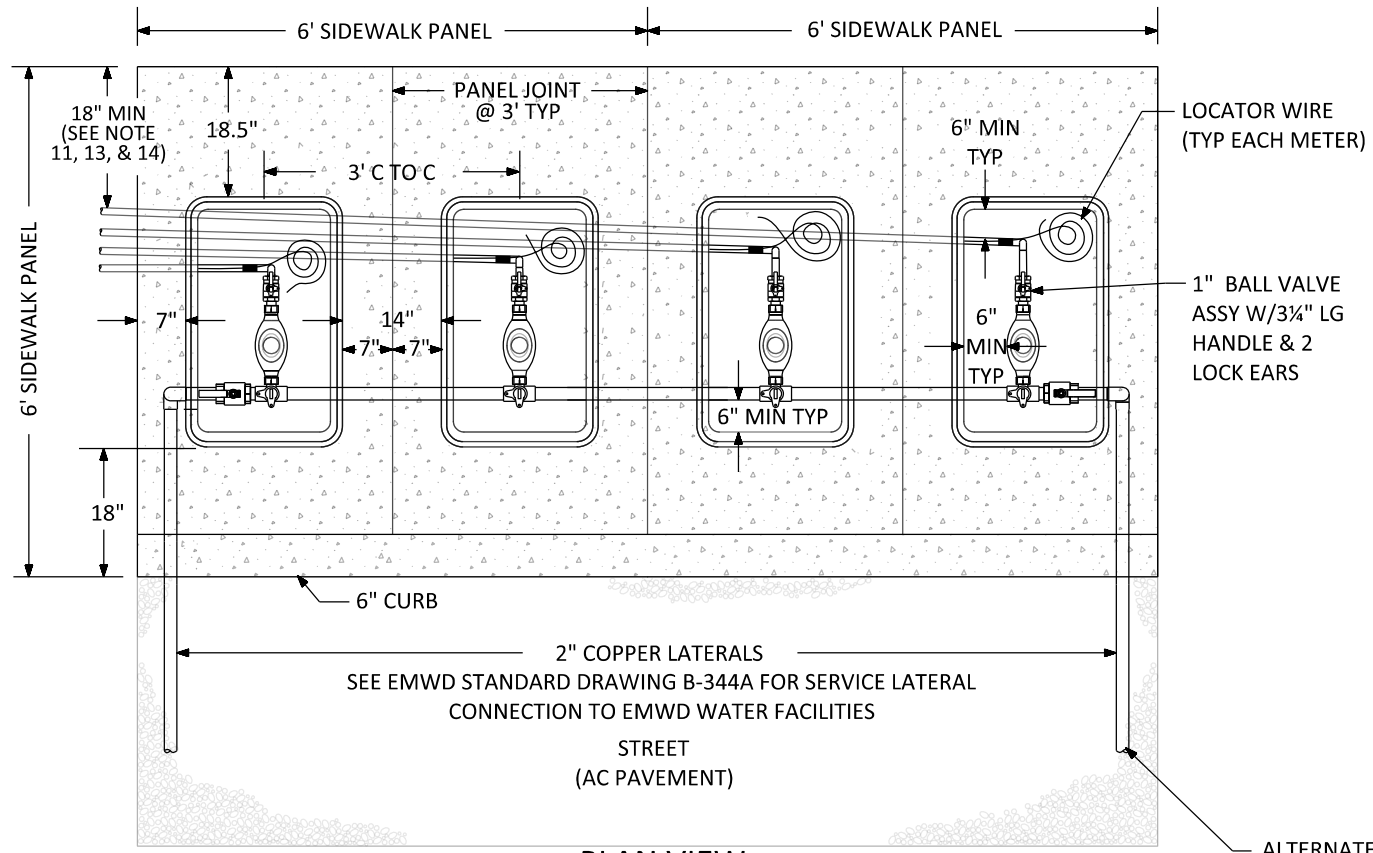 6' SIDEWALK PANEL
6' SIDEWALK PANEL
PANEL JOINT
@ 3' TYP
18" MIN
(SEE NOTE
11, 13, & 14)
18.5"
6" MIN
TYP
LOCATOR WIRE
(TYP EACH METER)
3' C TO C
6' SIDEWALK PANEL
1" BALL VALVE
ASSY W/3¼" LG
HANDLE & 2
LOCK EARS
7"
14"
7"
7"
6"
MIN
TYP
6" MIN TYP
18"
6" CURB
2" COPPER LATERALS
SEE EMWD STANDARD DRAWING B-344A FOR SERVICE LATERAL
CONNECTION TO EMWD WATER FACILITIES
STREET
(AC PAVEMENT)
PLAN VIEW
ALTERNATE